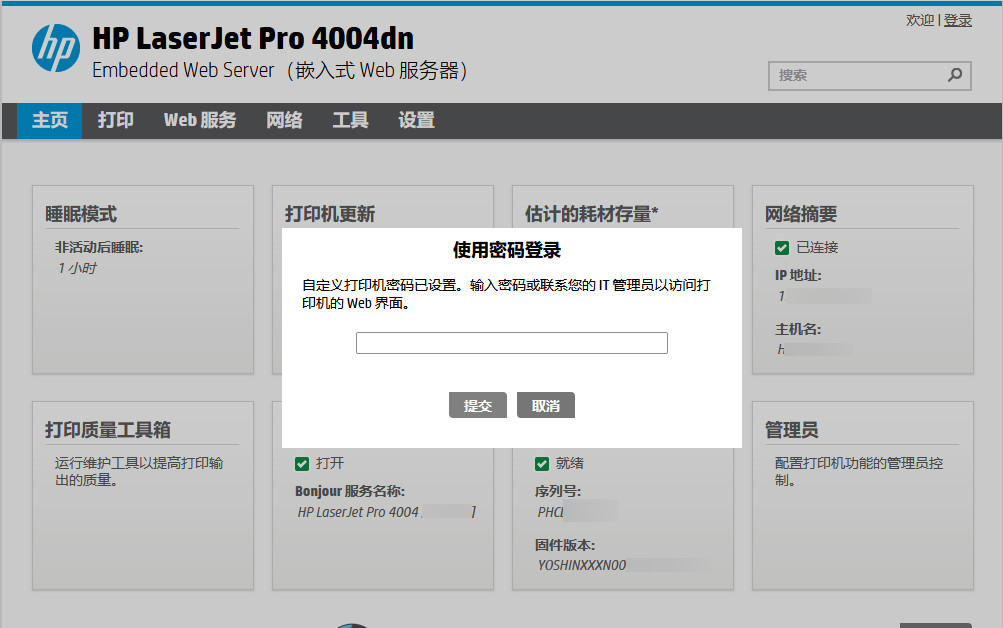 欢迎 | 登录
hp
HP LaserJet Pro 4004dn
Embedded Web Server（嵌入式 Web 服务器）
搜索
主页 打印 Web 服务 网络 工具 设置
睡眠模式
非活动后睡眠:
1 小时
打印机更新
估计的耗材存量*
网络摘要
已连接
IP 地址:
1
主机名:
H
使用密码登录
自定义打印机密码已设置。输入密码或联系您的 IT 管理员以访问打
印机的 Web 界面。
提交 取消
打印质量工具箱
运行维护工具以提高打印输
出的质量。
打开
Bonjour 服务名称:
HP LaserJet Pro 4004 ]
就绪
序列号:
PHCB
固件版本:
YOSHINXXXN00
管理员
配置打印机功能的管理员控
制。